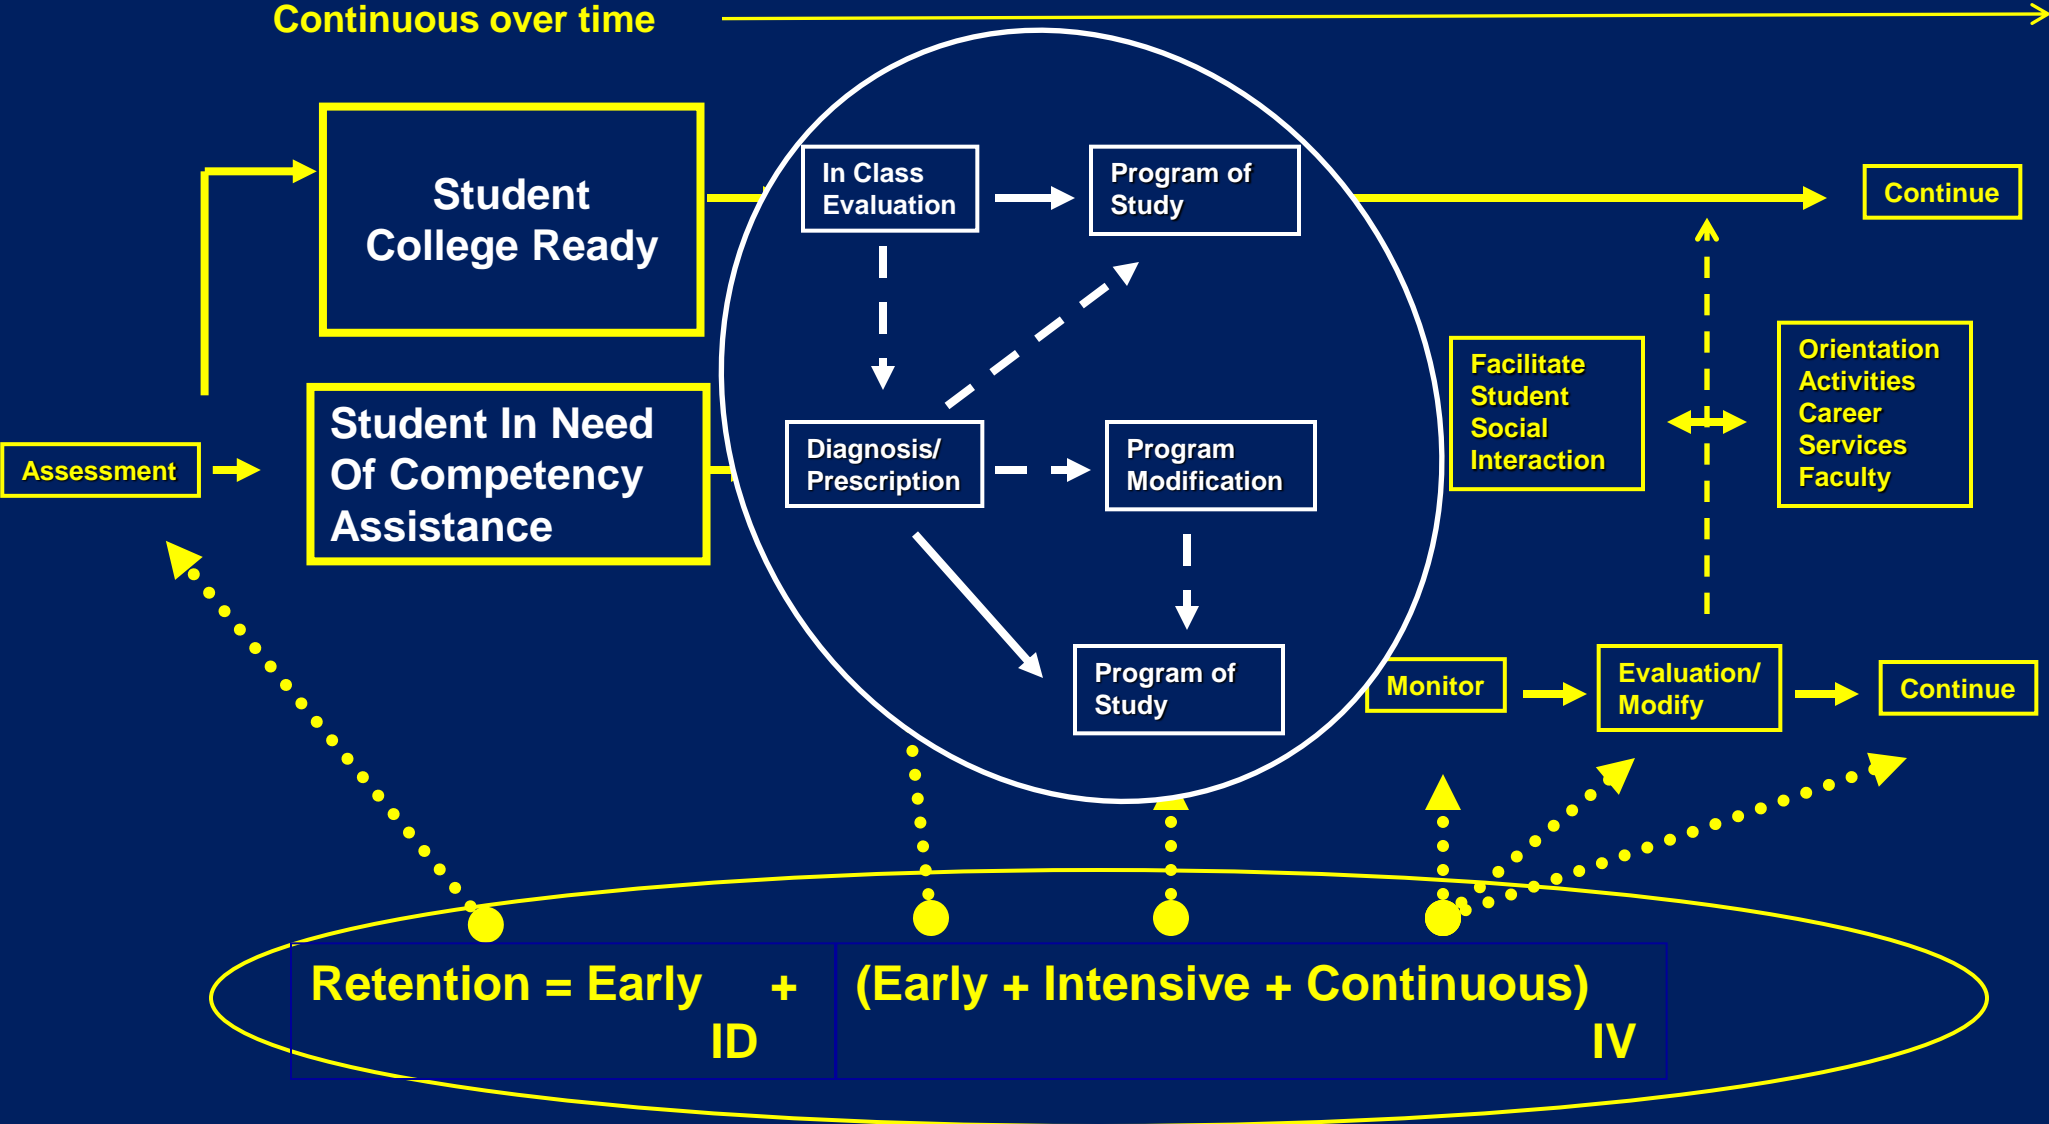 Continuous over time
Student
College Ready
In Class
Evaluation
Program of
Study
Continue
Facilitate
Student
Social
Interaction
Orientation
Activities
Career
Services
Faculty
Assessment
Student In Need
Of Competency
Assistance
Diagnosis/
Prescription
Program
Modification
Program of
Study
Monitor
Evaluation/
Modify
Continue
Retention = Early + (Early + Intensive + Continuous)
ID IV